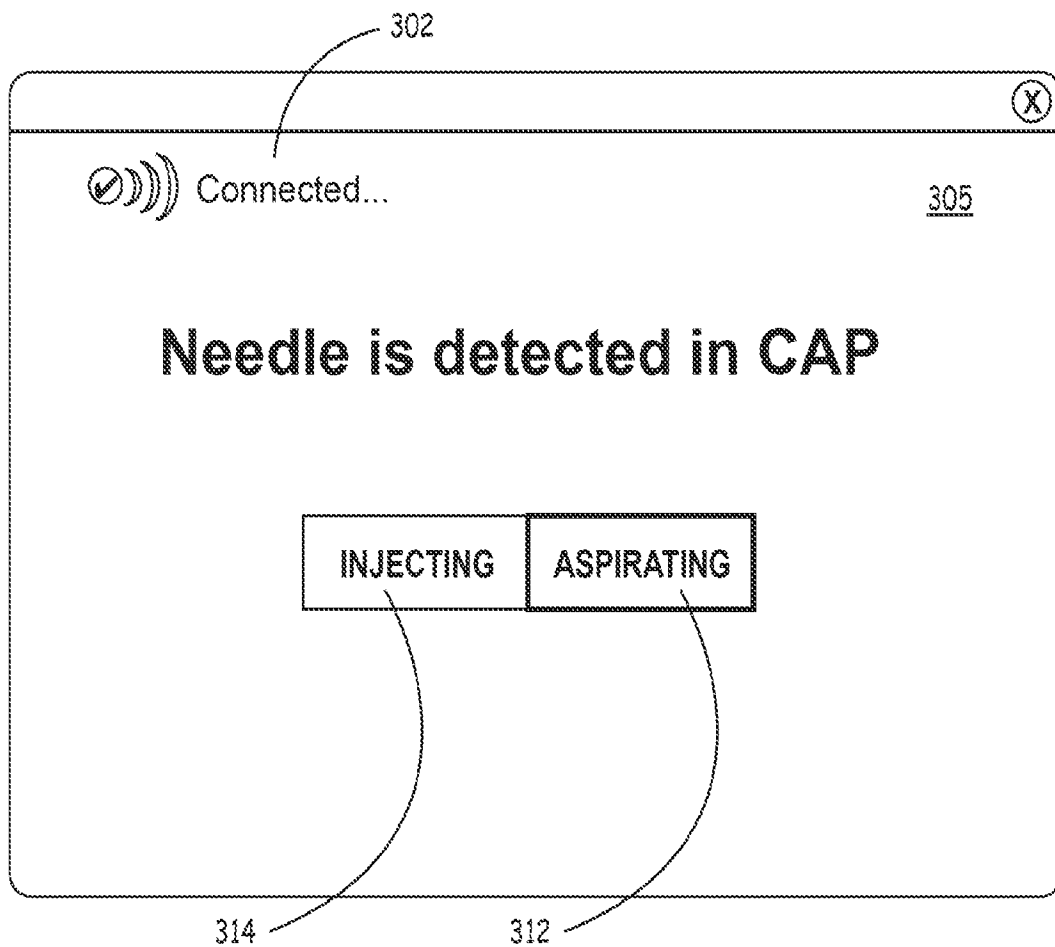 302
X
Connected...
305
Needle is detected in CAP
INJECTING ASPIRATING
314 312